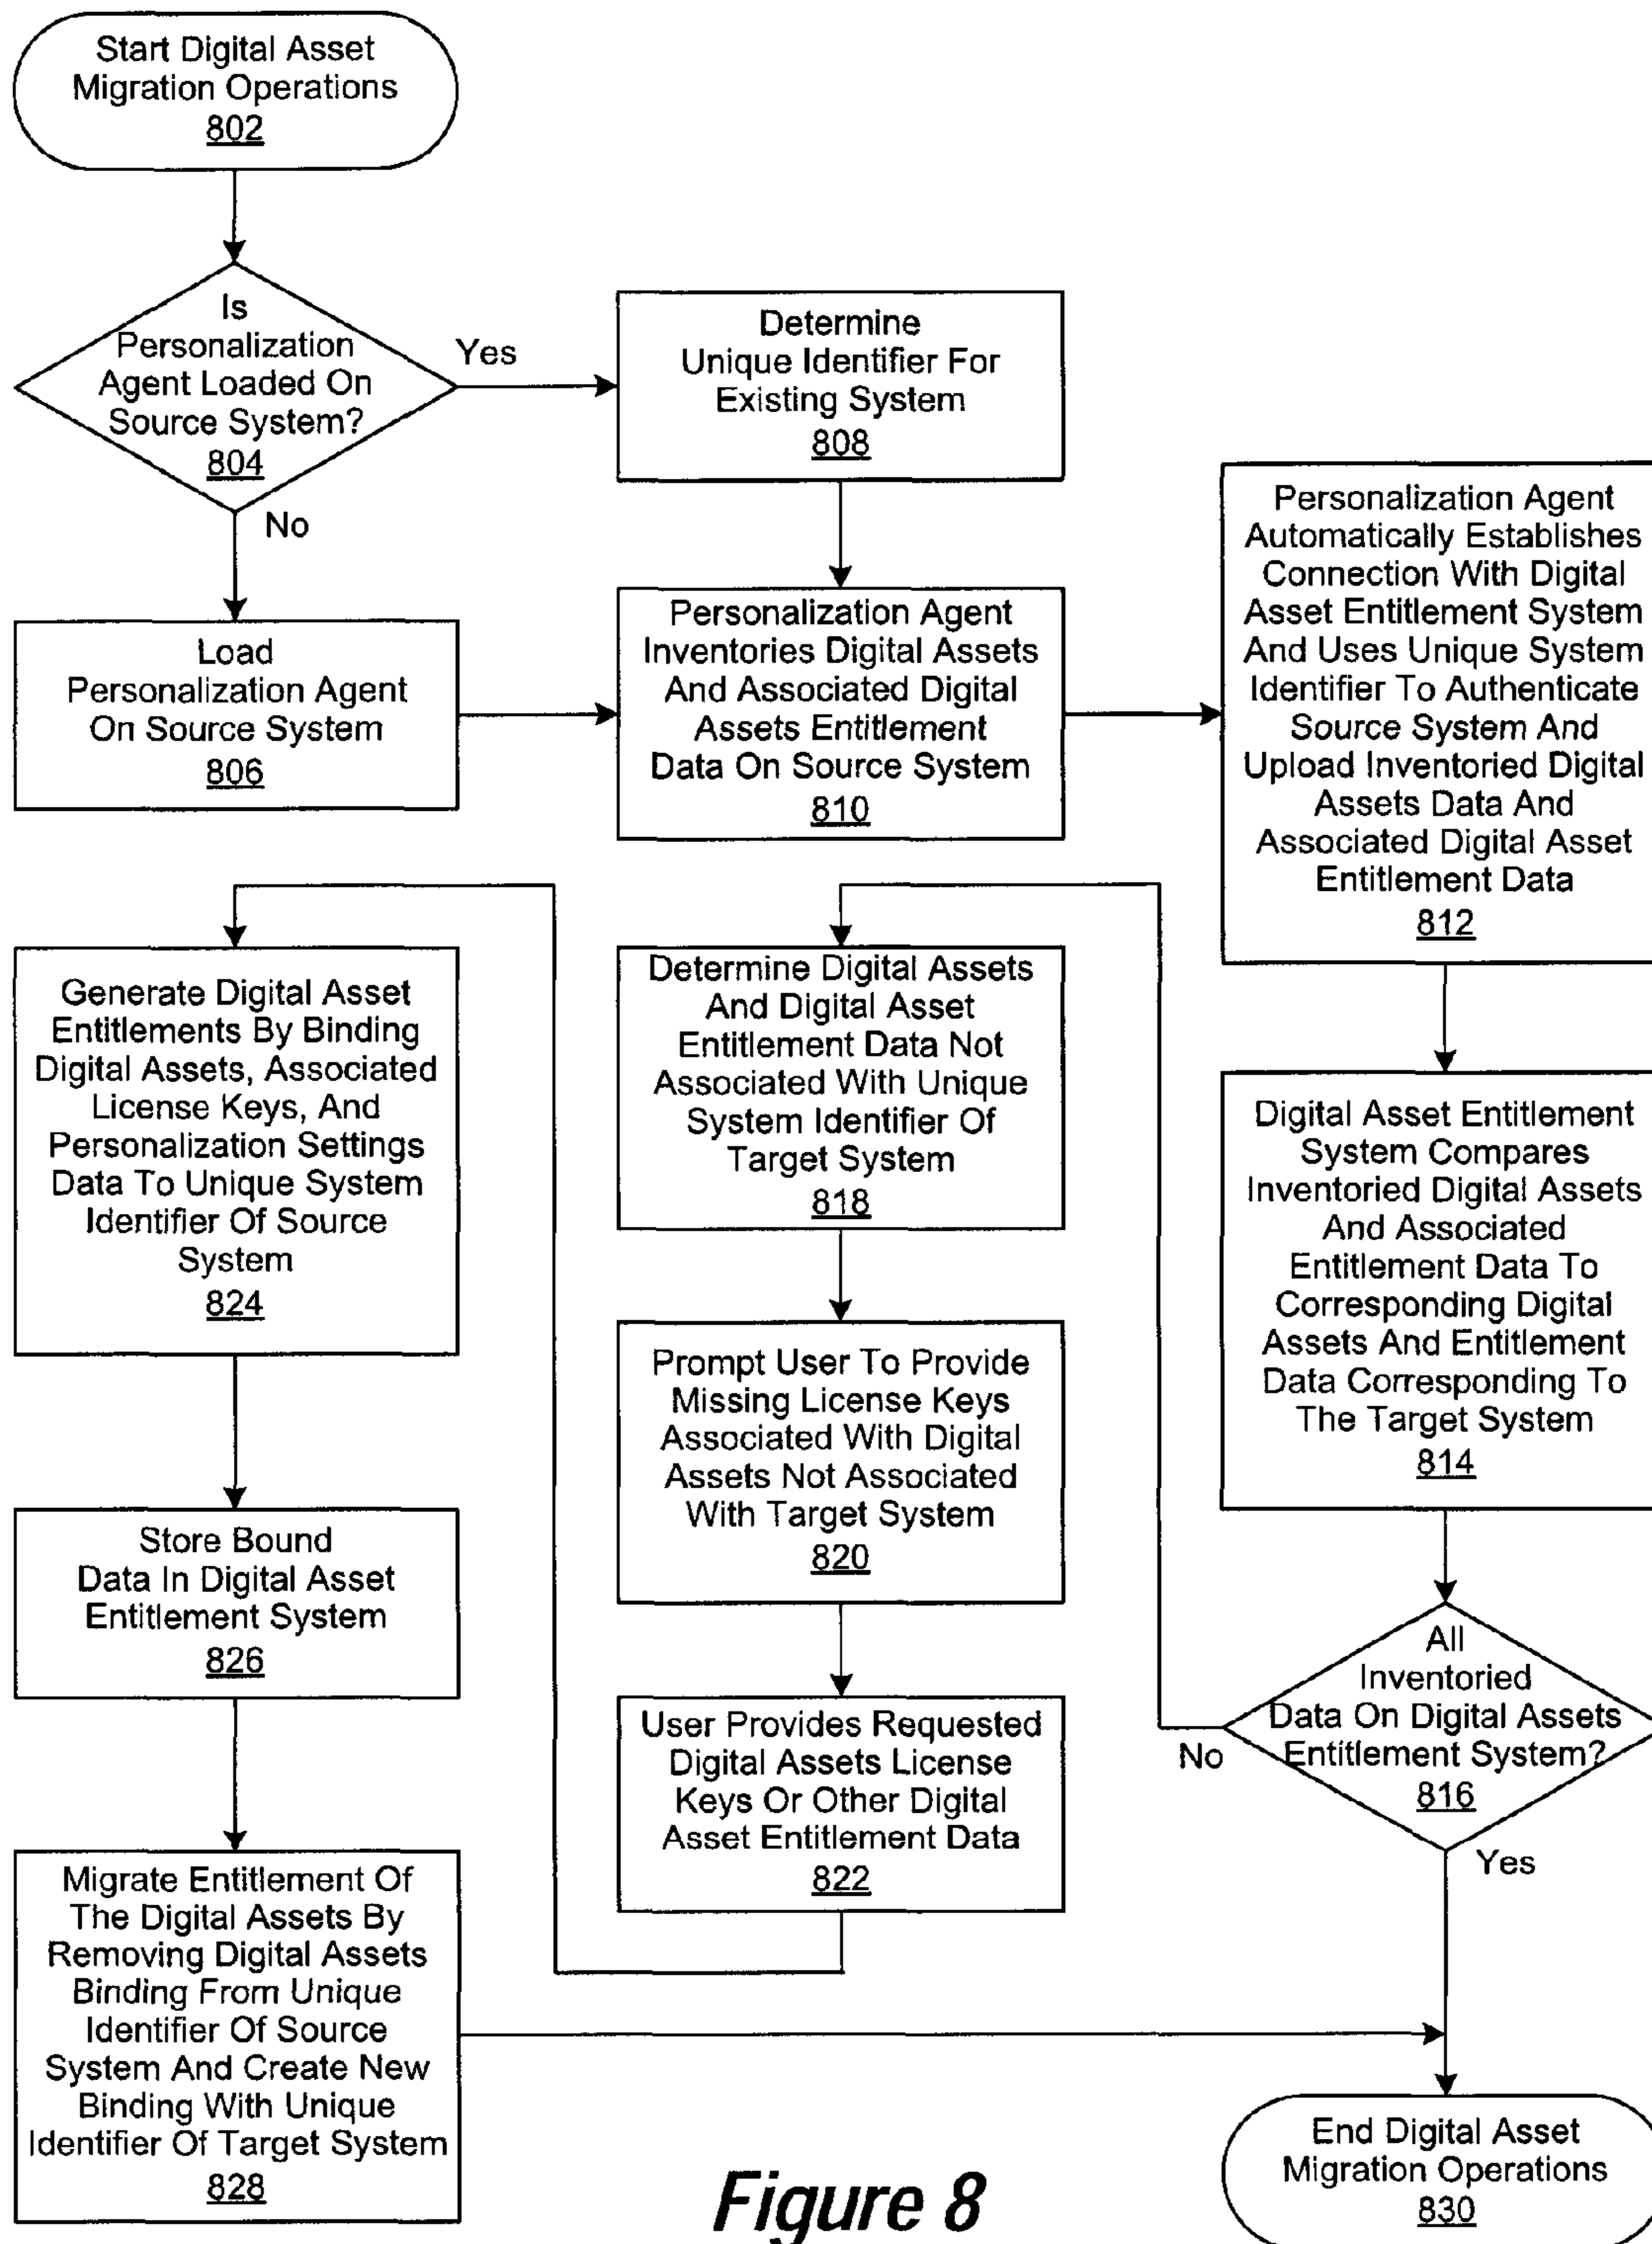 Start Digital Asset
Migration Operations
802
Is
Personalization
Agent Loaded On
Source System?
804
Yes
No
Determine
Unique Identifier For
Existing System
808
Load
Personalization Agent
On Source System
806
Personalization Agent
Inventories Digital Assets
And Associated Digital
Assets Entitlement
Data On Source System
810
Personalization Agent
Automatically Establishes
Connection With Digital
Asset Entitlement System
And Uses Unique System
Identifier To Authenticate
Source System And
Upload Inventoried Digital
Assets Data And
Associated Digital Asset
Entitlement Data
812
Digital Asset Entitlement
System Compares
Inventoried Digital Assets
And Associated
Entitlement Data To
Corresponding Digital
Assets And Entitlement
Data Corresponding To
The Target System
814
All
Inventoried
Data On Digital Assets
Entitlement System?
816
No
Yes
Determine Digital Assets
And Digital Asset
Entitlement Data Not
Associated With Unique
System Identifier Of
Target System
818
Prompt User To Provide
Missing License Keys
Associated With Digital
Assets Not Associated
With Target System
820
User Provides Requested
Digital Assets License
Keys Or Other Digital
Asset Entitlement Data
822
Generate Digital Asset
Entitlements By Binding
Digital Assets, Associated
License Keys, And
Personalization Settings
Data To Unique System
Identifier Of Source
System
824
Store Bound
Data In Digital Asset
Entitlement System
826
Migrate Entitlement Of
The Digital Assets By
Removing Digital Assets
Binding From Unique
Identifier Of Source
System And Create New
Binding With Unique
Identifier Of Target System
828
End Digital Asset
Migration Operations
830
Figure 8